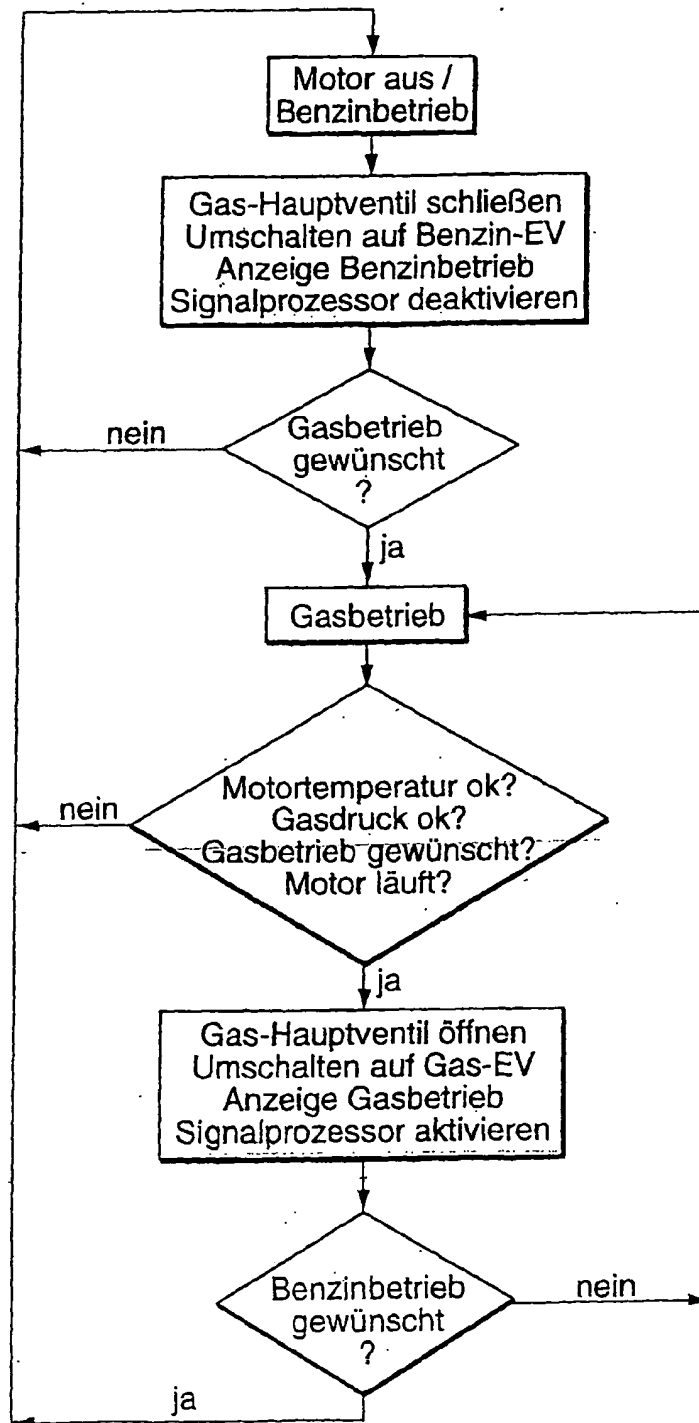 Motor aus /
Benzinbetrieb
Gas-Hauptventil schließen
Umschalten auf Benzin-EV
Anzeige Benzinbetrieb
Signalprozessor deaktivieren
nein
Gasbetrieb
gewünscht
?
ja
Gasbetrieb
nein
Motortemperatur ok?
Gasdruck ok?
Gasbetrieb gewünscht?
Motor läuft?
ja
Gas-Hauptventil öffnen
Umschalten auf Gas-EV
Anzeige Gasbetrieb
Signalprozessor aktivieren
Benzinbetrieb
gewünscht
?
nein
ja